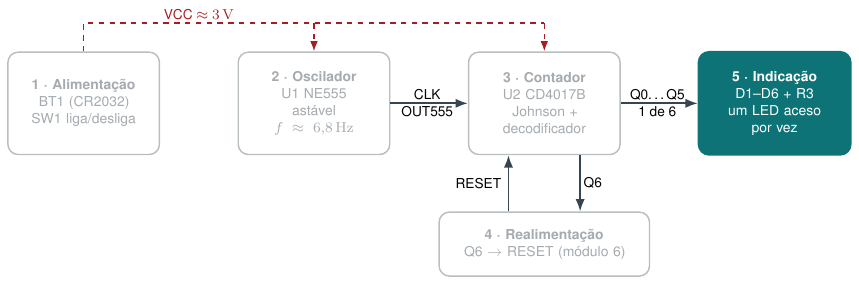 VCC ≈ 3 V
1 · Alimentação
BT1 (CR2032)
SW1 liga/desliga
2 · Oscilador
U1 NE555
astável
f ≈ 6,8 Hz
CLK
OUT555
3 · Contador
U2 CD4017B
Johnson +
decodificador
Q0...Q5
1 de 6
5 · Indicação
D1–D6 + R3
um LED aceso
por vez
RESET
Q6
4 · Realimentação
Q6 → RESET (módulo 6)